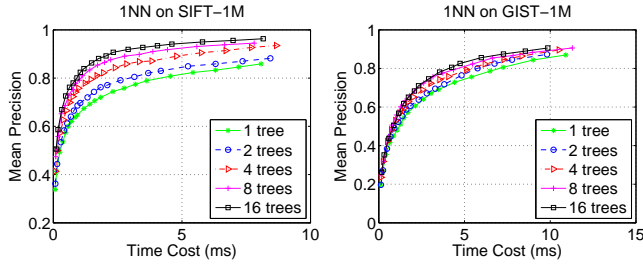 1NN on SIFT−1M
Mean Precision
1
0.8
0.6
0.4
0.2
0
5
10
Time Cost (ms)
1 tree
2 trees
4 trees
8 trees
16 trees
1NN on GIST−1M
Mean Precision
1
0.8
0.6
0.4
0.2
0
0
5
10
15
Time Cost (ms)
1 tree
2 trees
4 trees
8 trees
16 trees